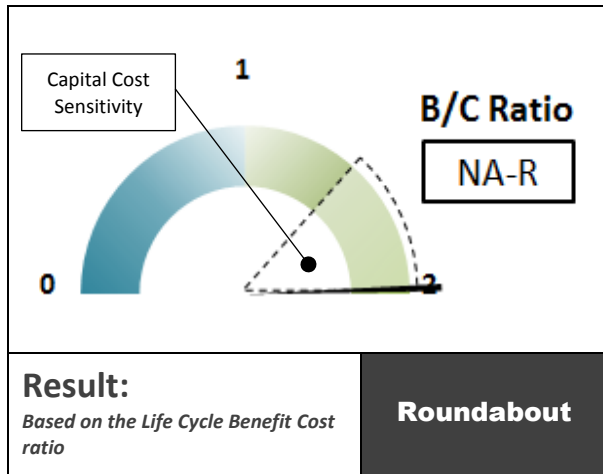 Capital Cost
Sensitivity
1
B/C Ratio
NA-R
0
2
Result:
Based on the Life Cycle Benefit Cost
ratio
Roundabout